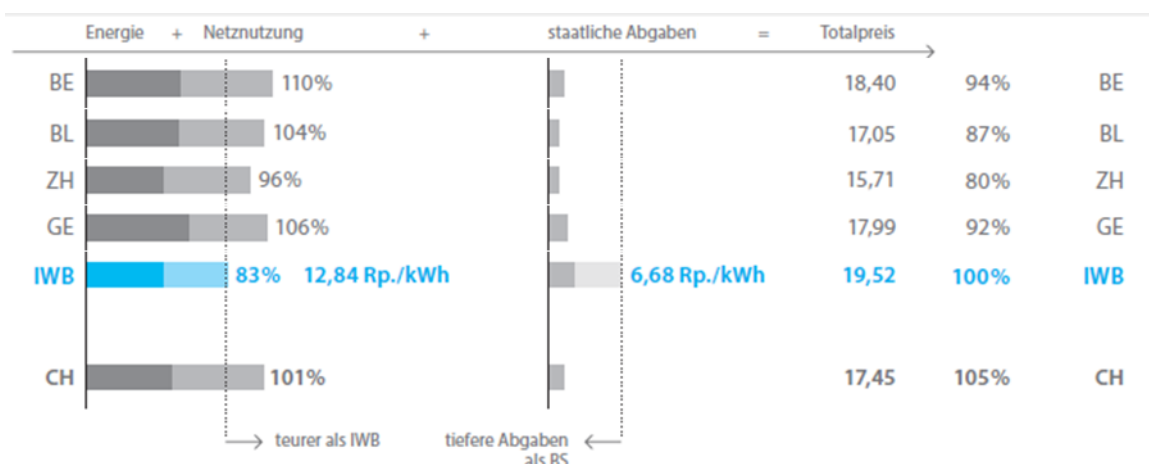 Energie + Netznutzung + staatliche Abgaben = Totalpreis
BE 110% 18,40 94% BE
BL 104% 17,05 87% BL
ZH 96% 15,71 80% ZH
GE 106% 17,99 92% GE
IWB 83% 12,84 Rp./kWh 6,68 Rp./kWh 19,52 100% IWB
CH 101% 17,45 105% CH
teurer als IWB tiefere Abgaben
als BS